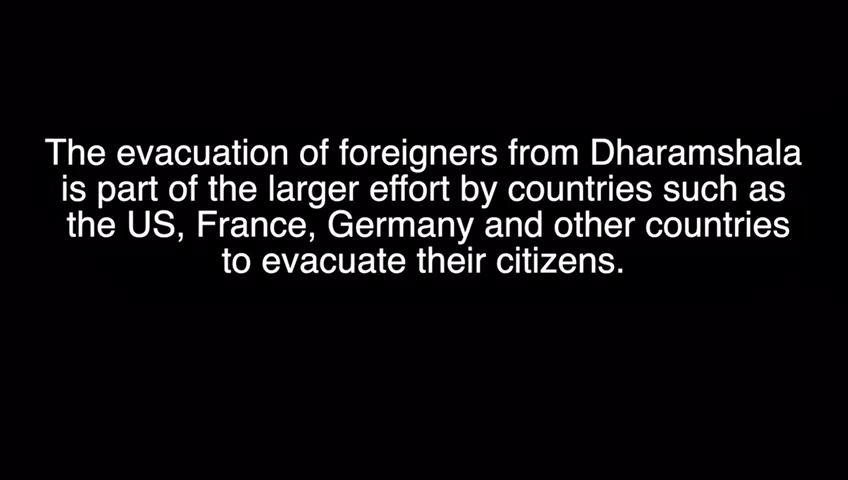 The evacuation of foreigners from Dharamshala
is part of the larger effort by countries such as
the US, France, Germany and other countries
to evacuate their citizens.